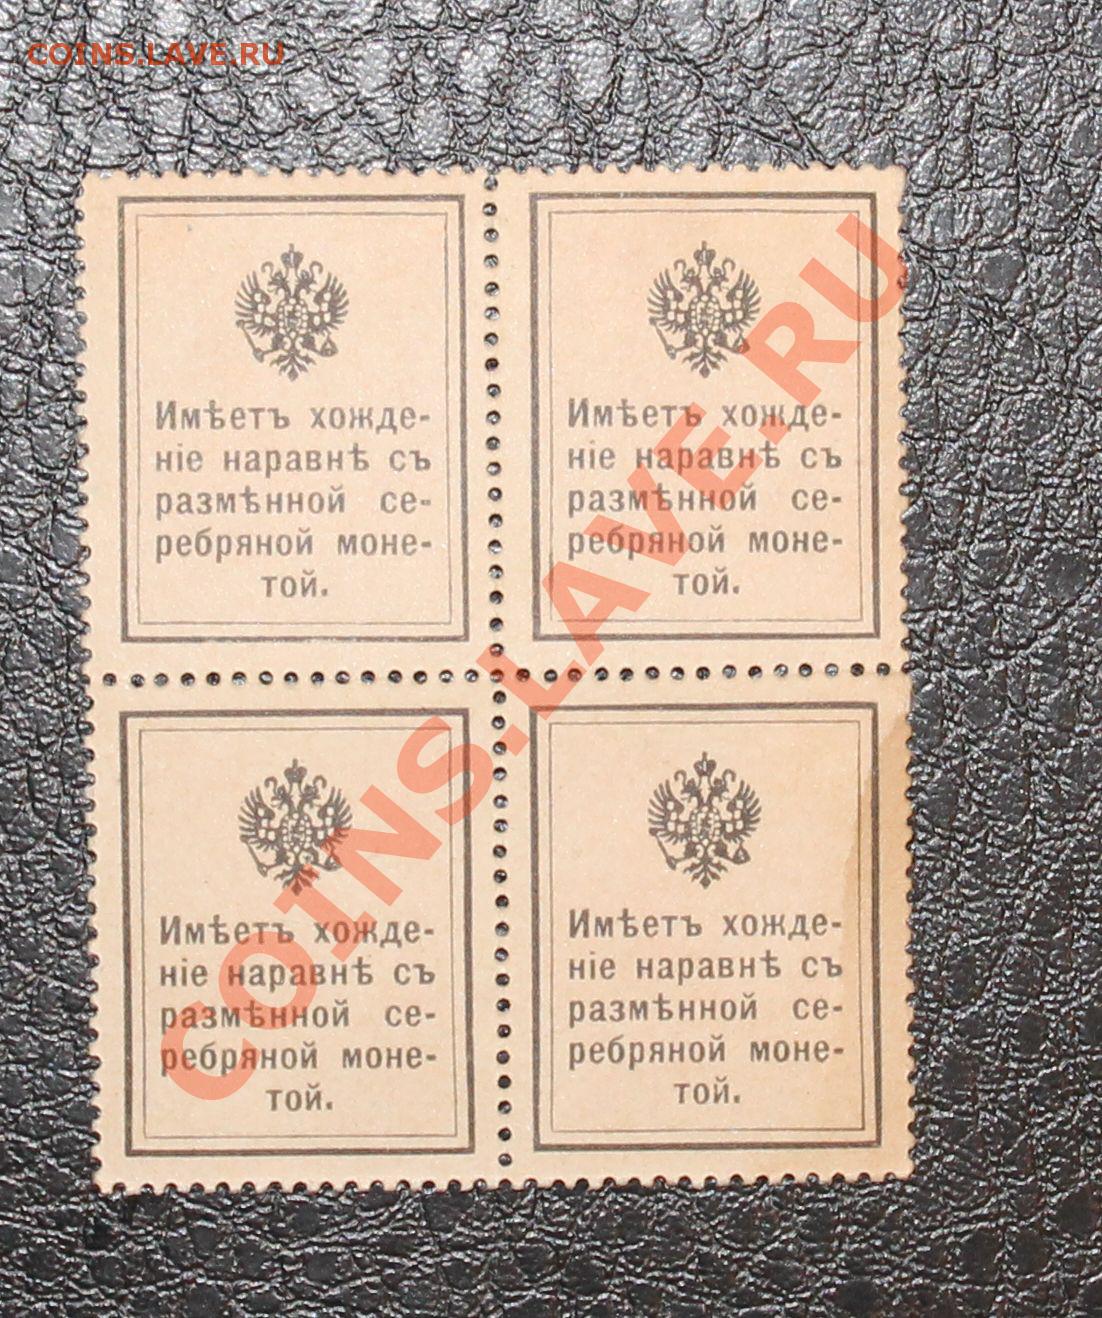 COINS.LAVE.RU
Имѣетъ хожде-
ніе наравнѣ съ
размѣнной се-
ребряной моне-
той.
Имѣетъ хожде-
ніе наравнѣ съ
размѣнной се-
ребряной моне-
той.
Имѣетъ хожде-
ніе наравнѣ съ
размѣнной се-
ребряной моне-
той.
Имѣетъ хожде-
ніе наравнѣ съ
размѣнной се-
ребряной моне-
той.
COINS.LAVE.RU